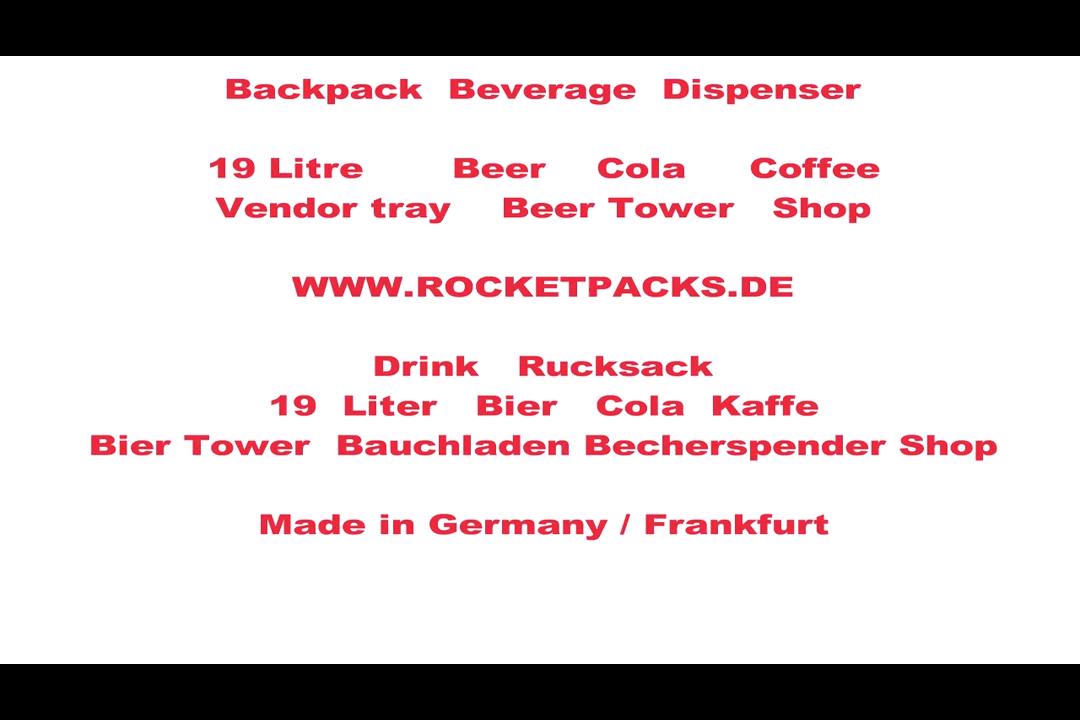 Backpack Beverage Dispenser
19 Litre Beer Cola Coffee
Vendor tray Beer Tower Shop
WWW.ROCKETPACKS.DE
Drink Rucksack
19 Liter Bier Cola Kaffe
Bier Tower Bauchladen Becherspender Shop
Made in Germany / Frankfurt